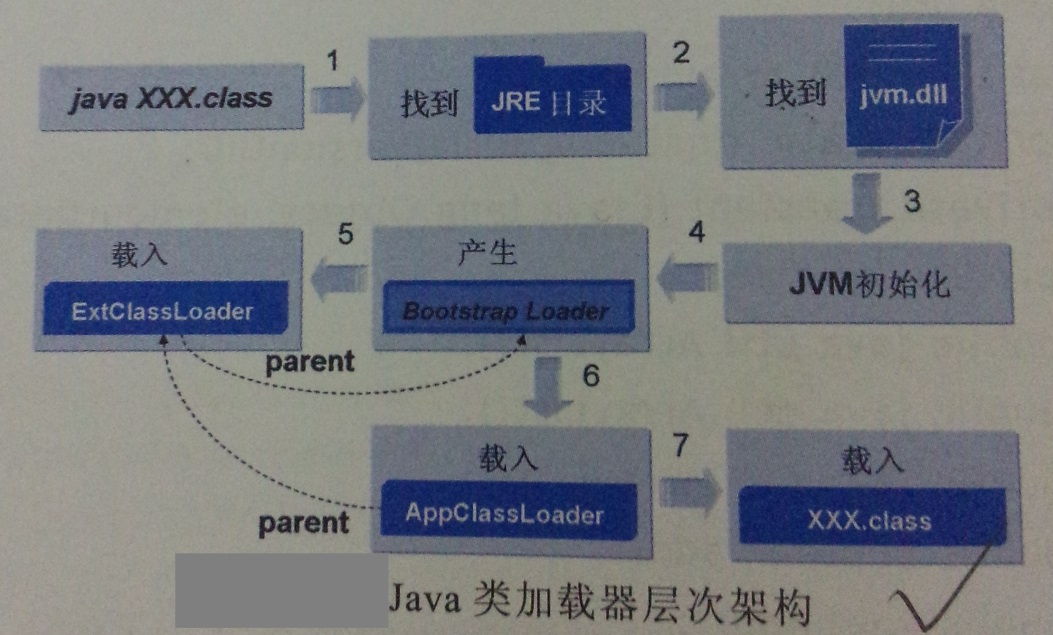 java XXX.class
1
找到 JRE 目录
2
找到 jvm.dll
3
JVM初始化
4
产生
Bootstrap Loader
5
载入
ExtClassLoader
parent
6
载入
AppClassLoader
parent
7
载入
XXX.class
Java 类加载器层次架构